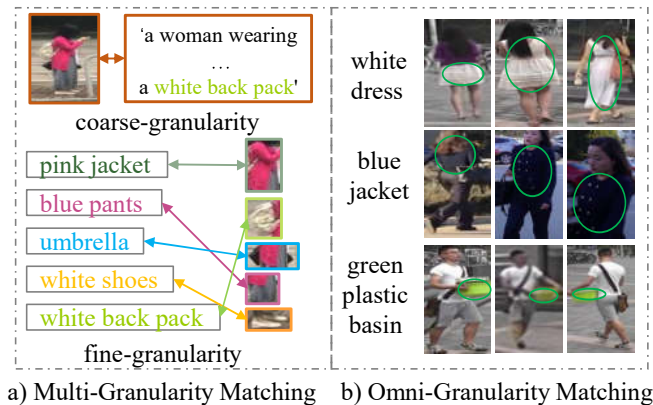 'a woman wearing
...
a white back pack'
coarse-granularity
pink jacket
blue pants
umbrella
white shoes
white back pack
fine-granularity
a) Multi-Granularity Matching
white
dress
blue
jacket
green
plastic
basin
b) Omni-Granularity Matching